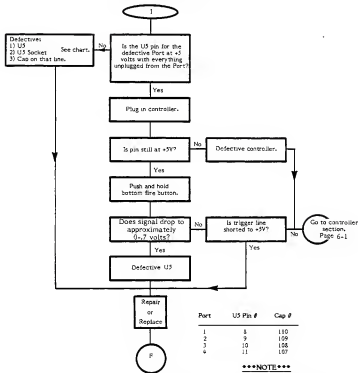 I
Defective:
1) U5
2) U5 Socket
3) Cap on that line.
See chart.
No
Is the U5 pin for the
defective Port at +5
volts with everything
unplugged from the Port?
Yes
Plug in controller.
Is pin still at +5V?
No
Defective controller.
Yes
Push and hold
bottom fire button.
Does signal drop to
approximately
0-.7 volts?
No
Is trigger line
shorted to +5V?
No
Go to controller
section.
Page 6-1
Yes
Yes
Defective U5
Repair
or
Replace
F
Port U5 Pin # Cap #
1 8 110
2 9 109
3 10 108
4 11 107
***NOTE***